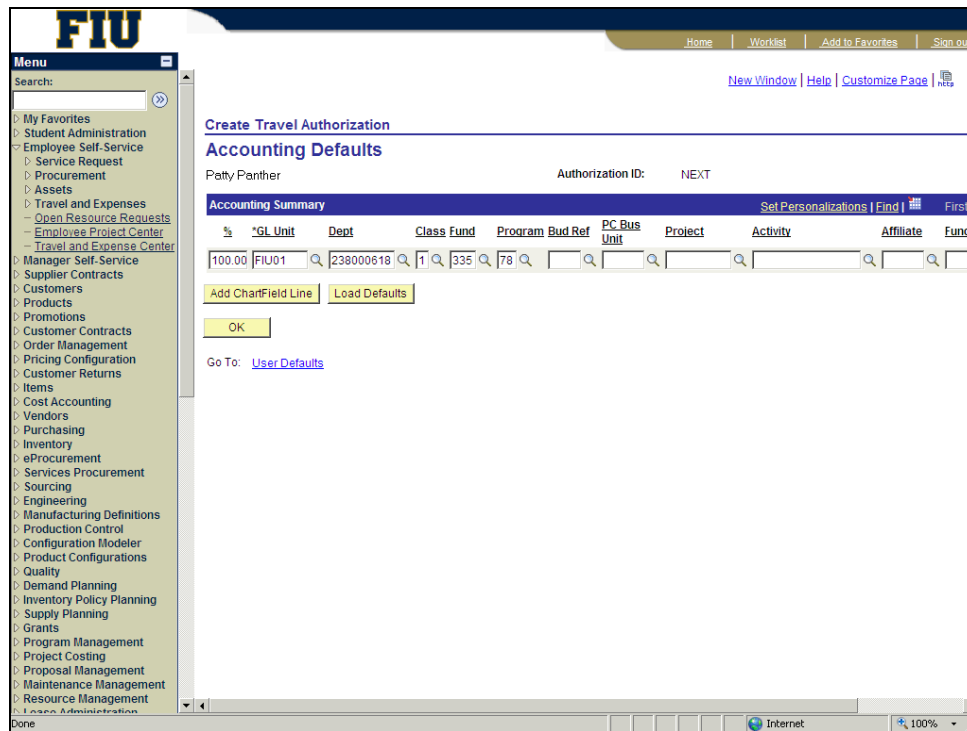 FIU
Home | Worklist | Add to Favorites | Sign ou
Menu
Search:
New Window | Help | Customize Page | http
My Favorites
Student Administration
Employee Self-Service
Service Request
Procurement
Assets
Travel and Expenses
Open Resource Requests
Employee Project Center
Travel and Expense Center
Manager Self-Service
Supplier Contracts
Customers
Products
Promotions
Customer Contracts
Order Management
Pricing Configuration
Customer Returns
Items
Cost Accounting
Vendors
Purchasing
Inventory
eProcurement
Services Procurement
Sourcing
Engineering
Manufacturing Definitions
Production Control
Configuration Modeler
Product Configurations
Quality
Demand Planning
Inventory Policy Planning
Supply Planning
Grants
Program Management
Project Costing
Proposal Management
Maintenance Management
Resource Management
Lease Administration
Create Travel Authorization
Accounting Defaults
Patty Panther Authorization ID: NEXT
Accounting Summary Set Personalizations | Find | First
% *GL Unit Dept Class Fund Program Bud Ref PC Bus Unit Project Activity Affiliate Func
100.00 FIU01 238000618 1 335 78
Add ChartField Line Load Defaults
OK
Go To: User Defaults
Done Internet 100%